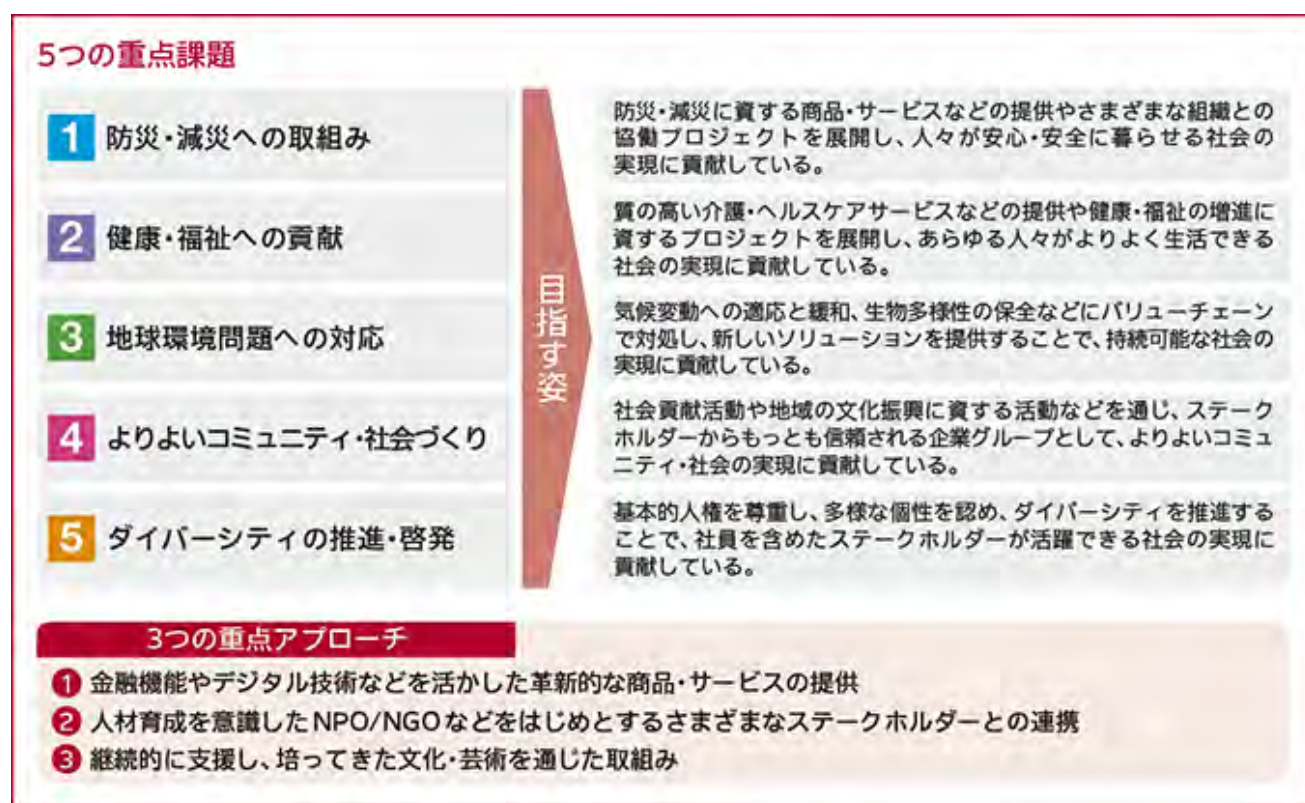 5つの重点課題
1 防災・減災への取組み
防災・減災に資する商品・サービスなどの提供やさまざまな組織との
協働プロジェクトを展開し、人々が安心・安全に暮らせる社会の
実現に貢献している。
2 健康・福祉への貢献
質の高い介護・ヘルスケアサービスなどの提供や健康・福祉の増進に
資するプロジェクトを展開し、あらゆる人々がよりよく生活できる
社会の実現に貢献している。
3 地球環境問題への対応
気候変動への適応と緩和、生物多様性の保全などにバリューチェーン
で対処し、新しいソリューションを提供することで、持続可能な社会の
実現に貢献している。
4 よりよいコミュニティ・社会づくり
社会貢献活動や地域の文化振興に資する活動などを通じ、ステーク
ホルダーからもっとも信頼される企業グループとして、よりよいコミュ
ニティ・社会の実現に貢献している。
5 ダイバーシティの推進・啓発
基本的人権を尊重し、多様な個性を認め、ダイバーシティを推進する
ことで、社員を含めたステークホルダーが活躍できる社会の実現に
貢献している。
目指す姿
3つの重点アプローチ
1 金融機能やデジタル技術などを活かした革新的な商品・サービスの提供
2 人材育成を意識したNPO/NGOなどをはじめとするさまざまなステークホルダーとの連携
3 継続的に支援し、培ってきた文化・芸術を通じた取組み